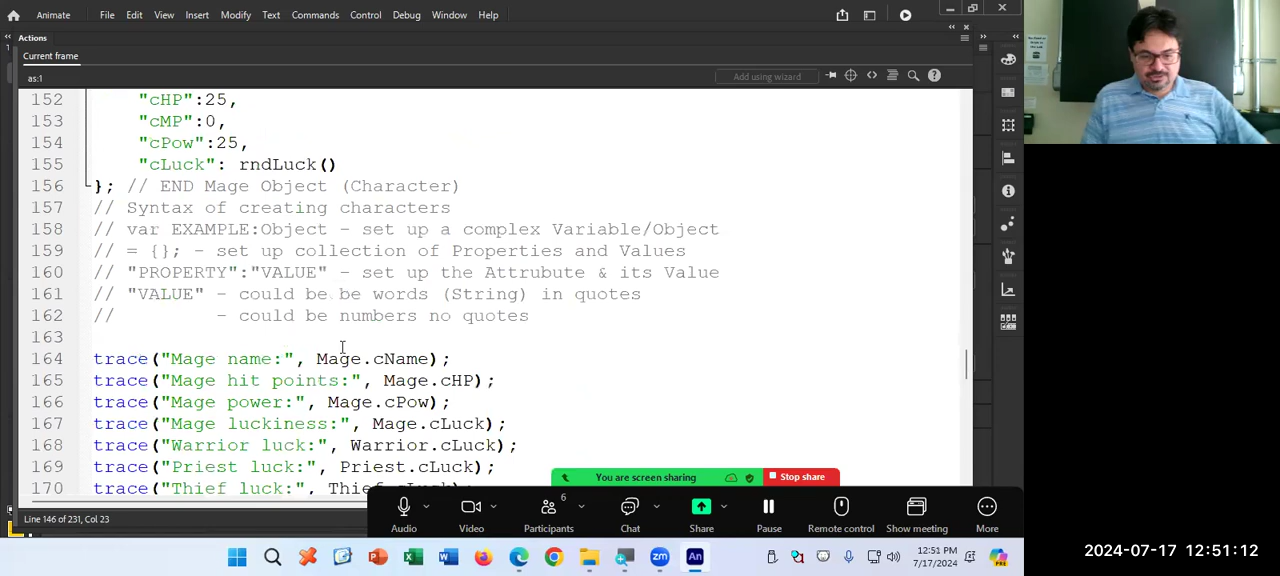 Animate File Edit View Insert Modify Text Commands Control Debug Window Help
Actions
Current frame
as:1
Add using wizard
152 "cHP":25,
153 "cMP":0,
154 "cPow":25,
155 "cLuck": rndLuck()
156 }; // END Mage Object (Character)
157 // Syntax of creating characters
158 // var EXAMPLE:Object - set up a complex Variable/Object
159 // = {}; - set up collection of Properties and Values
160 // "PROPERTY":"VALUE" - set up the Attrubute & its Value
161 // "VALUE" - could be be words (String) in quotes
162 // - could be numbers no quotes
163
164 trace("Mage name:", Mage.cName);
165 trace("Mage hit points:", Mage.cHP);
166 trace("Mage power:", Mage.cPow);
167 trace("Mage luckiness:", Mage.cLuck);
168 trace("Warrior luck:", Warrior.cLuck);
169 trace("Priest luck:", Priest.cLuck);
170 trace("Thief luck:", Thief.cLuck);
You are screen sharing Stop share
Line 146 of 231, Col 23
6
Audio Video Participants Chat Share Pause Remote control Show meeting More
12:51 PM
7/17/2024
2024-07-17 12:51:12